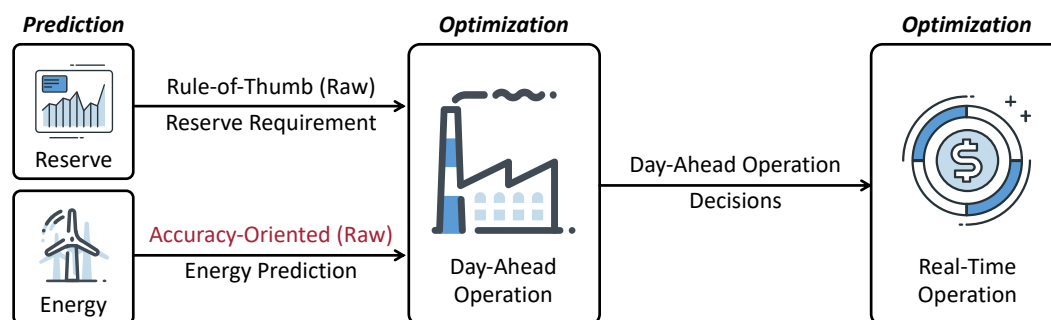 Prediction
Optimization
Optimization
Rule-of-Thumb (Raw)
Reserve Requirement
Reserve
Accuracy-Oriented (Raw)
Energy Prediction
Energy
Day-Ahead
Operation
Day-Ahead Operation
Decisions
$
Real-Time
Operation